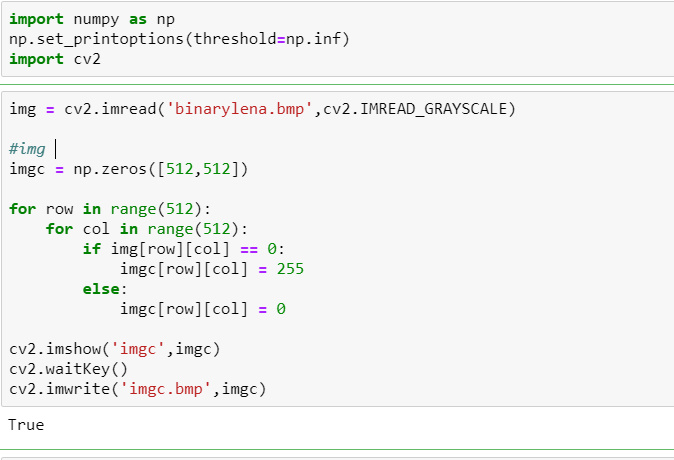 import numpy as np
np.set_printoptions(threshold=np.inf)
import cv2
img = cv2.imread('binarylena.bmp',cv2.IMREAD_GRAYSCALE)
#img
imgc = np.zeros([512,512])
for row in range(512):
    for col in range(512):
        if img[row][col] == 0:
            imgc[row][col] = 255
        else:
            imgc[row][col] = 0
cv2.imshow('imgc',imgc)
cv2.waitKey()
cv2.imwrite('imgc.bmp',imgc)
True